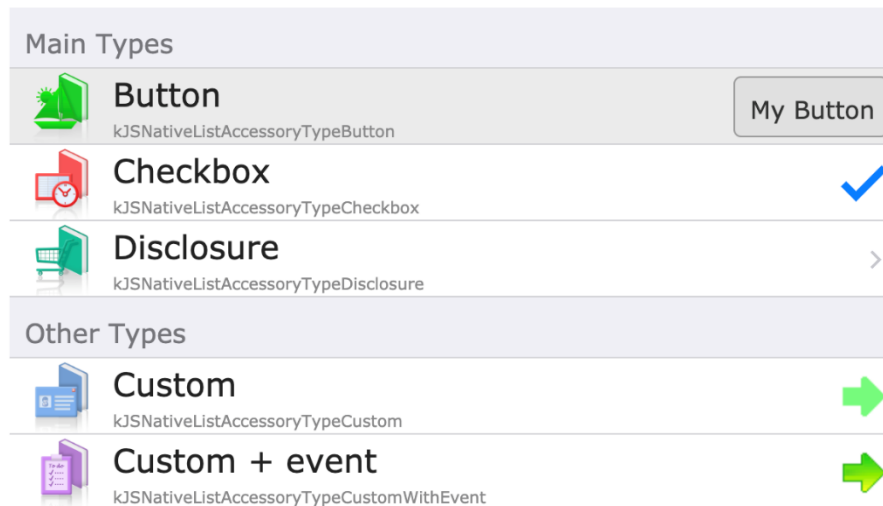 Main Types
Button
kJSNativeListAccessoryTypeButton
My Button
Checkbox
kJSNativeListAccessoryTypeCheckbox
Disclosure
kJSNativeListAccessoryTypeDisclosure
Other Types
Custom
kJSNativeListAccessoryTypeCustom
Custom + event
kJSNativeListAccessoryTypeCustomWithEvent